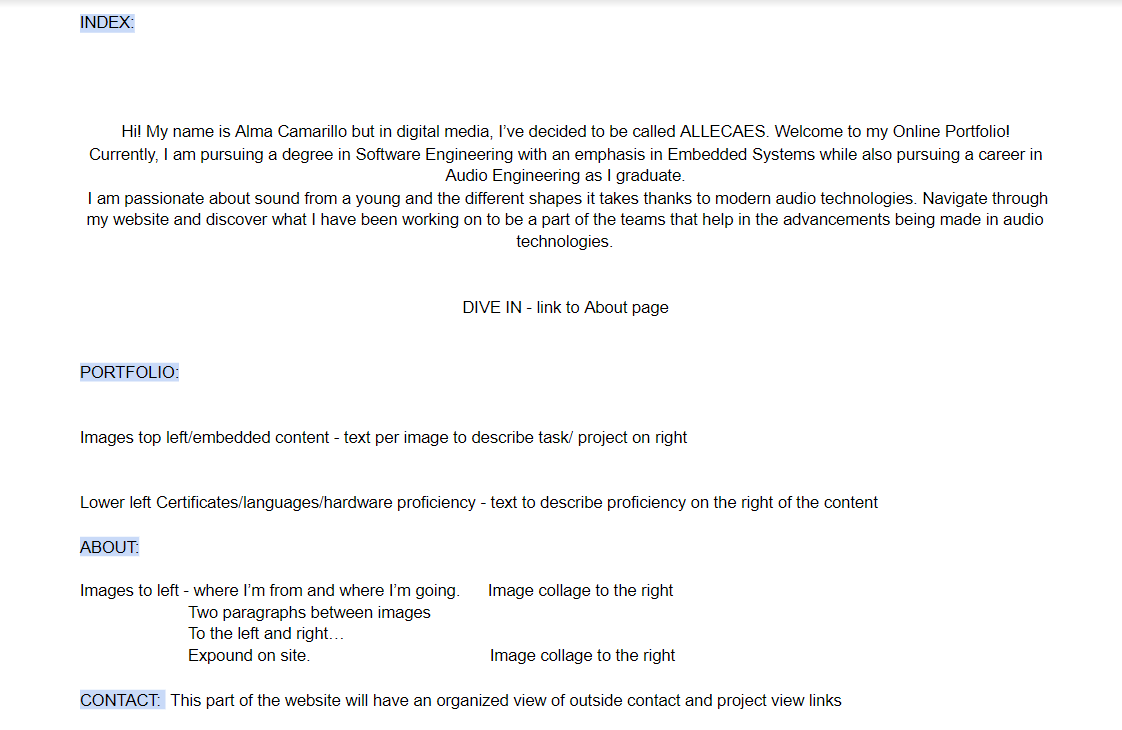 INDEX:
Hi! My name is Alma Camarillo but in digital media, I’ve decided to be called ALLECAES. Welcome to my Online Portfolio!
Currently, I am pursuing a degree in Software Engineering with an emphasis in Embedded Systems while also pursuing a career in
Audio Engineering as I graduate.
I am passionate about sound from a young and the different shapes it takes thanks to modern audio technologies. Navigate through
my website and discover what I have been working on to be a part of the teams that help in the advancements being made in audio
technologies.
DIVE IN - link to About page
PORTFOLIO:
Images top left/embedded content - text per image to describe task/ project on right
Lower left Certificates/languages/hardware proficiency - text to describe proficiency on the right of the content
ABOUT:
Images to left - where I’m from and where I’m going. Image collage to the right
Two paragraphs between images
To the left and right…
Expound on site. Image collage to the right
CONTACT: This part of the website will have an organized view of outside contact and project view links